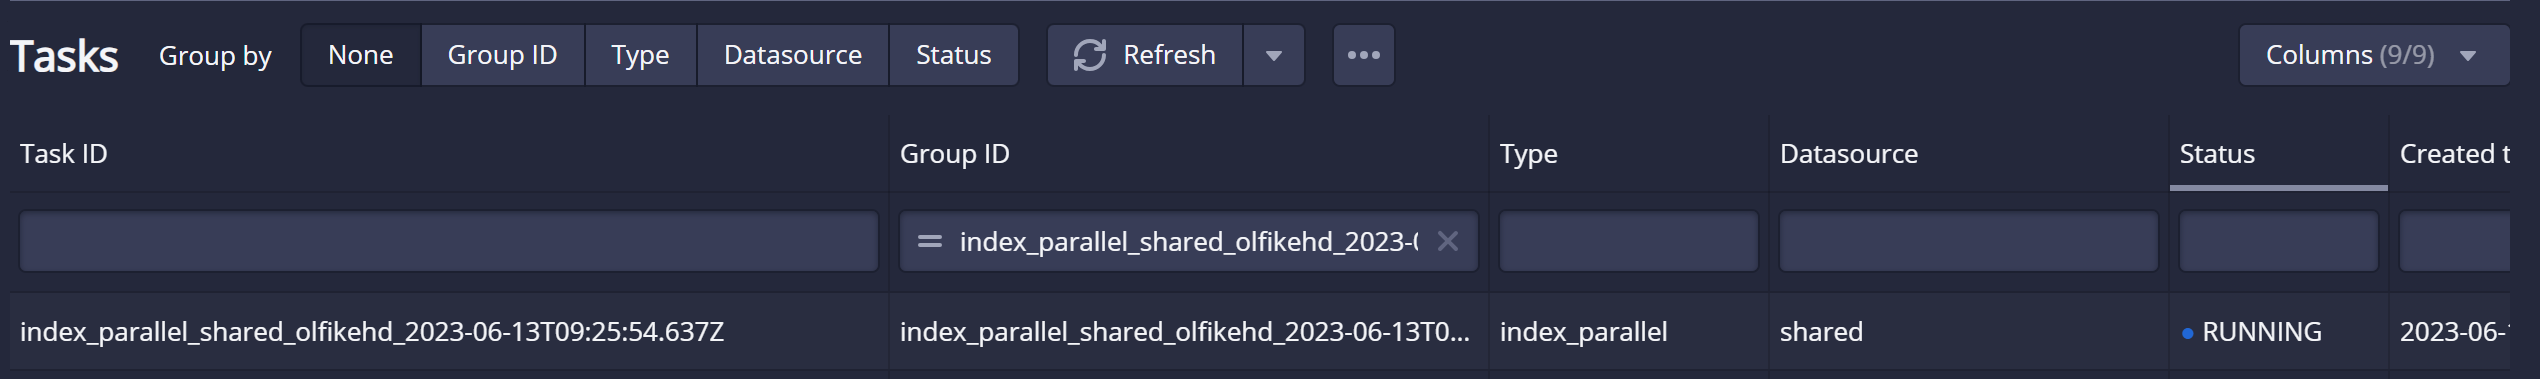 Tasks Group by None Group ID Type Datasource Status Refresh Columns (9/9)
Task ID Group ID Type Datasource Status Created t
index_parallel_shared_olfikehd_2023-0
index_parallel_shared_olfikehd_2023-06-13T09:25:54.637Z index_parallel_shared_olfikehd_2023-06-13T0... index_parallel shared RUNNING 2023-06-